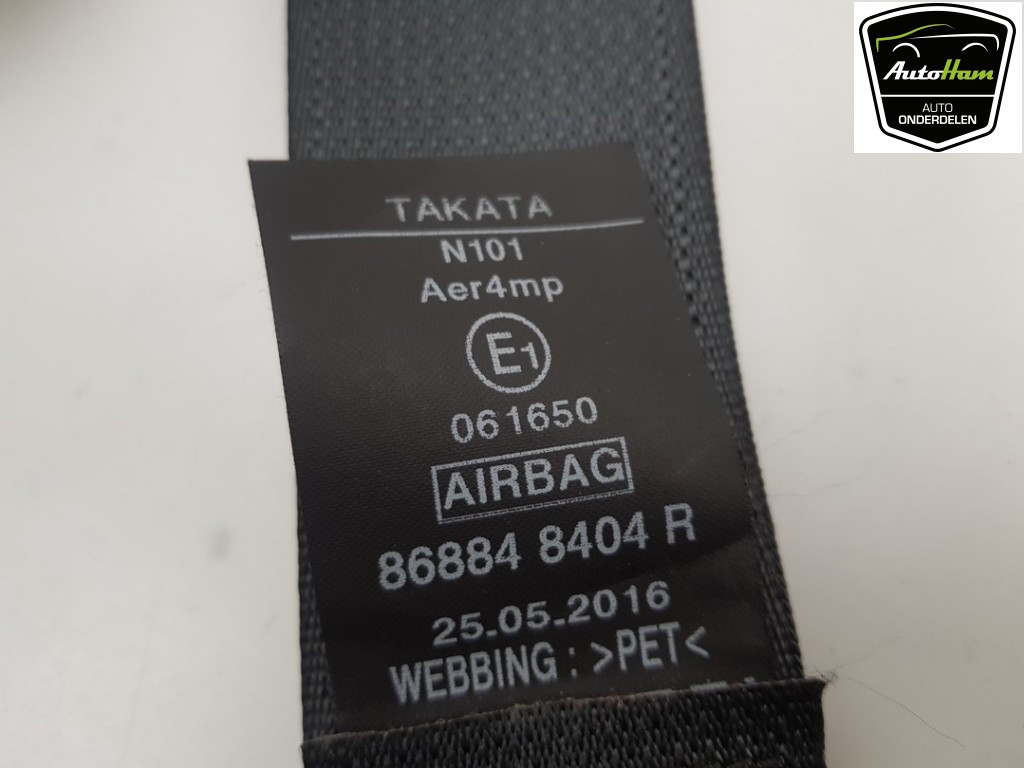 AutoHam
AUTO
ONDERDELEN
TAKATA
N101
Aer4mp
E1
061650
AIRBAG
86884 8404 R
25.05.2016
WEBBING : >PET<